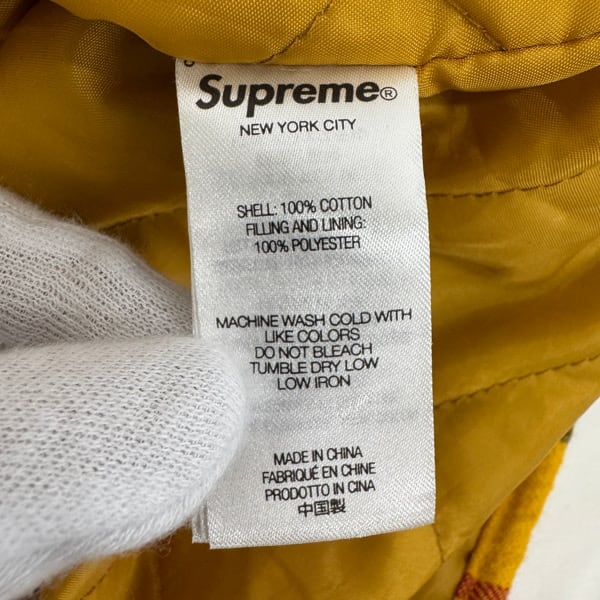 Supreme®
NEW YORK CITY
SHELL: 100% COTTON
FILLING AND LINING:
100% POLYESTER
MACHINE WASH COLD WITH
LIKE COLORS
DO NOT BLEACH
TUMBLE DRY LOW
LOW IRON
MADE IN CHINA
FABRIQUÉ EN CHINE
PRODOTTO IN CINA
中国製